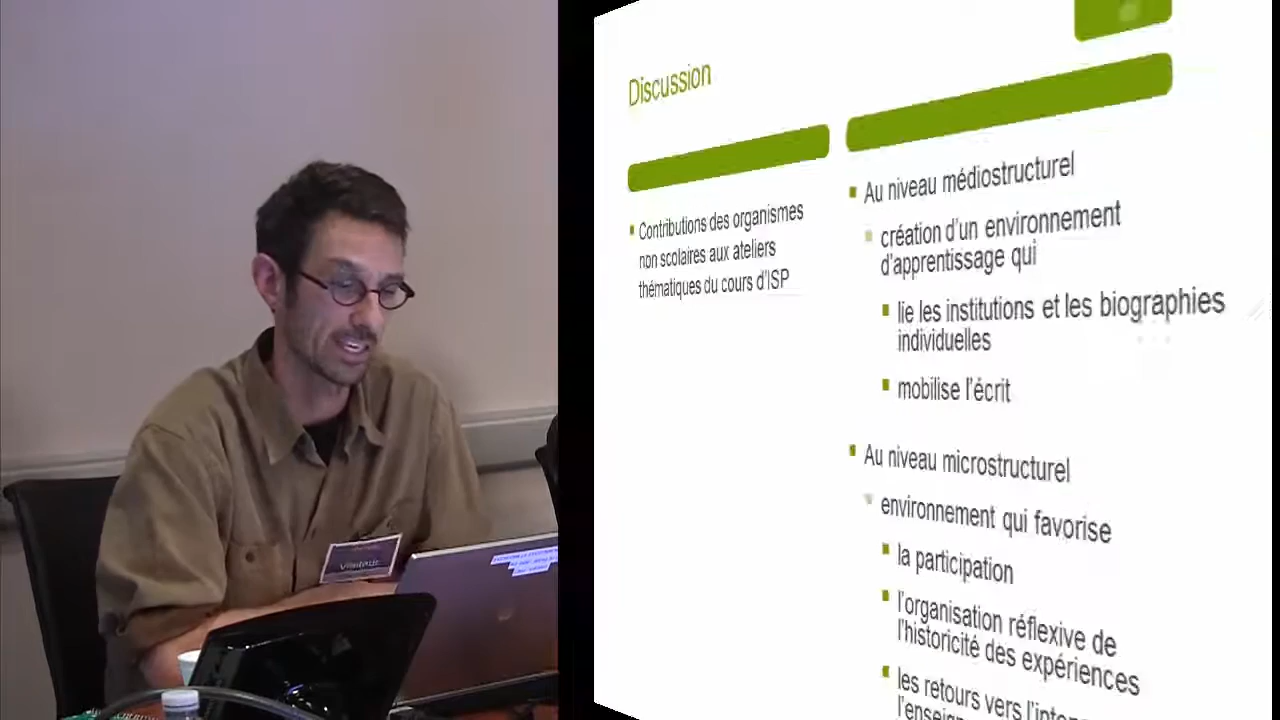 Discussion
Contributions des organismes
non scolaires aux ateliers
thématiques du cours d'ISP
Au niveau médiostructurel
création d'un environnement
d'apprentissage qui
lie les institutions et les biographies
individuelles
mobilise l'écrit
Au niveau microstructurel
environnement qui favorise
la participation
l'organisation réflexive de
l'historicité des expériences
les retours vers
Visiteur